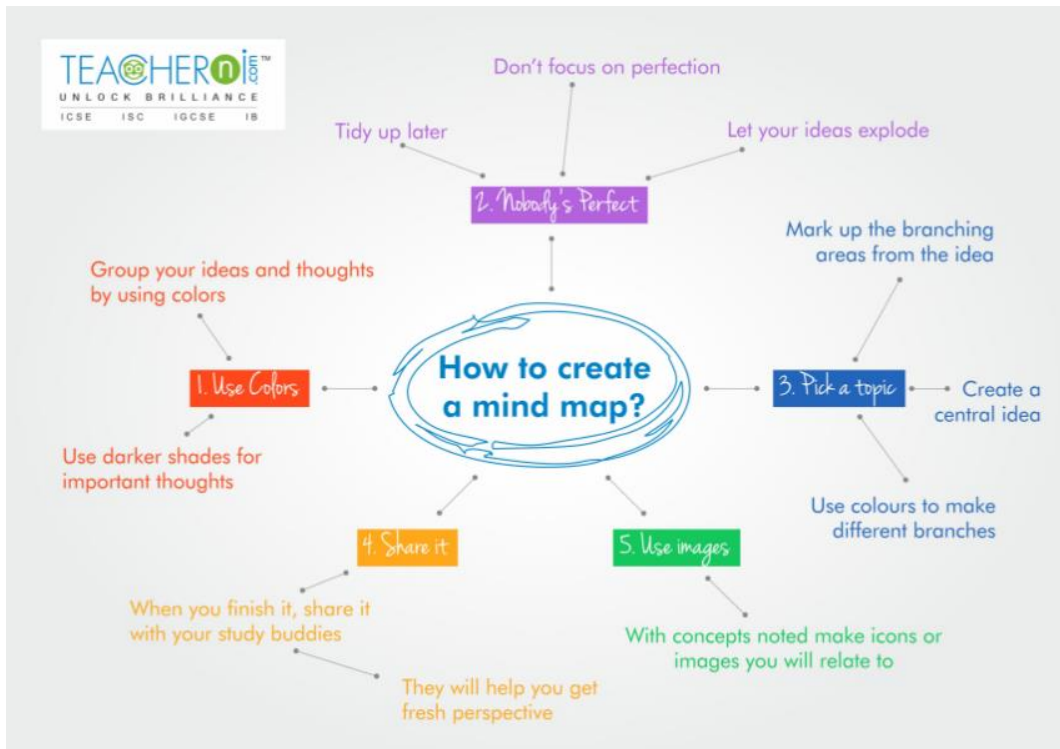 TEACHERni.com™
UNLOCK BRILLIANCE
ICSE ISC IGCSE IB
Don't focus on perfection
Tidy up later
Let your ideas explode
2. Nobody's Perfect
Mark up the branching
areas from the idea
Group your ideas and thoughts
by using colors
How to create
a mind map?
1. Use Colors
3. Pick a topic
Create a
central idea
Use darker shades for
important thoughts
Use colours to make
different branches
4. Share it
5. Use images
When you finish it, share it
with your study buddies
With concepts noted make icons or
images you will relate to
They will help you get
fresh perspective